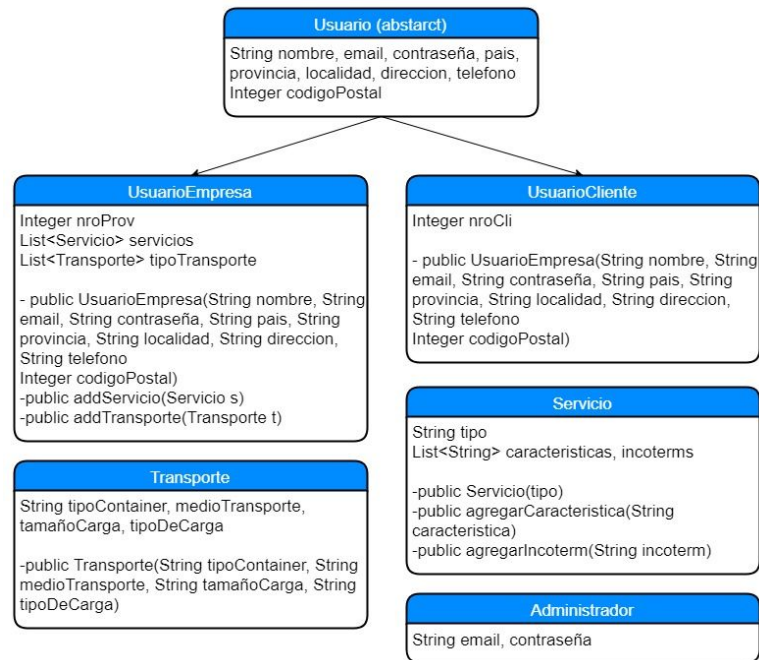 Usuario (abstarct)
String nombre, email, contraseña, pais,
provincia, localidad, direccion, telefono
Integer codigoPostal
UsuarioEmpresa
Integer nroProv
List<Servicio> servicios
List<Transporte> tipoTransporte
- public UsuarioEmpresa(String nombre, String
email, String contraseña, String pais, String
provincia, String localidad, String direccion,
String telefono
Integer codigoPostal)
-public addServicio(Servicio s)
-public addTransporte(Transporte t)
UsuarioCliente
Integer nroCli
- public UsuarioEmpresa(String nombre, String
email, String contraseña, String pais, String
provincia, String localidad, String direccion,
String telefono
Integer codigoPostal)
Servicio
String tipo
List<String> caracteristicas, incoterms
-public Servicio(tipo)
-public agregarCaracteristica(String
caracteristica)
-public agregarIncoterm(String incoterm)
Transporte
String tipoContainer, medioTransporte,
tamañoCarga, tipoDeCarga
-public Transporte(String tipoContainer, String
medioTransporte, String tamañoCarga, String
tipoDeCarga)
Administrador
String email, contraseña